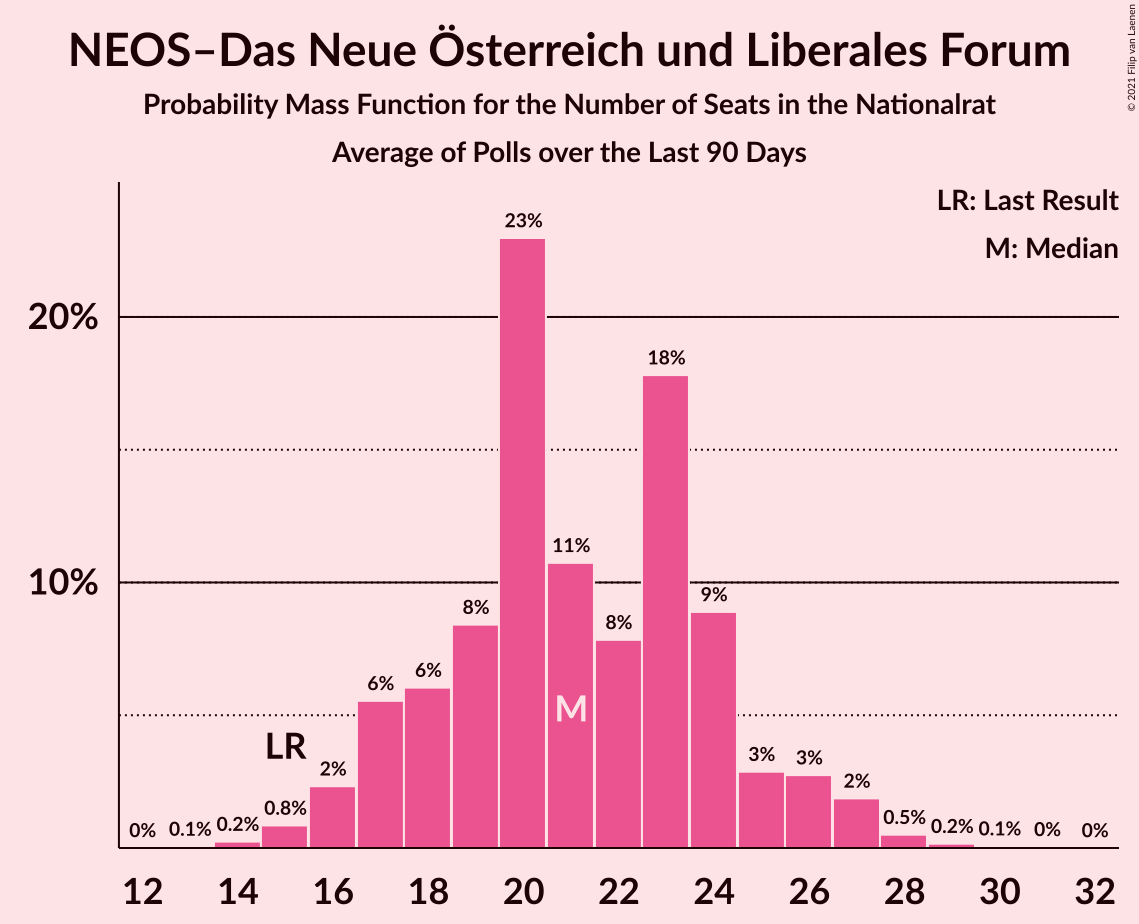 NEOS–Das Neue Österreich und Liberales Forum
Probability Mass Function for the Number of Seats in the Nationalrat
Average of Polls over the Last 90 Days
© 2021 Filip van Laenen
LR: Last Result
M: Median
20%
10%
0%
0.1%
0.2%
0.8%
2%
6%
6%
8%
23%
11%
8%
18%
9%
3%
3%
2%
0.5%
0.2%
0.1%
0%
0%
LR
M
12 14 16 18 20 22 24 26 28 30 32